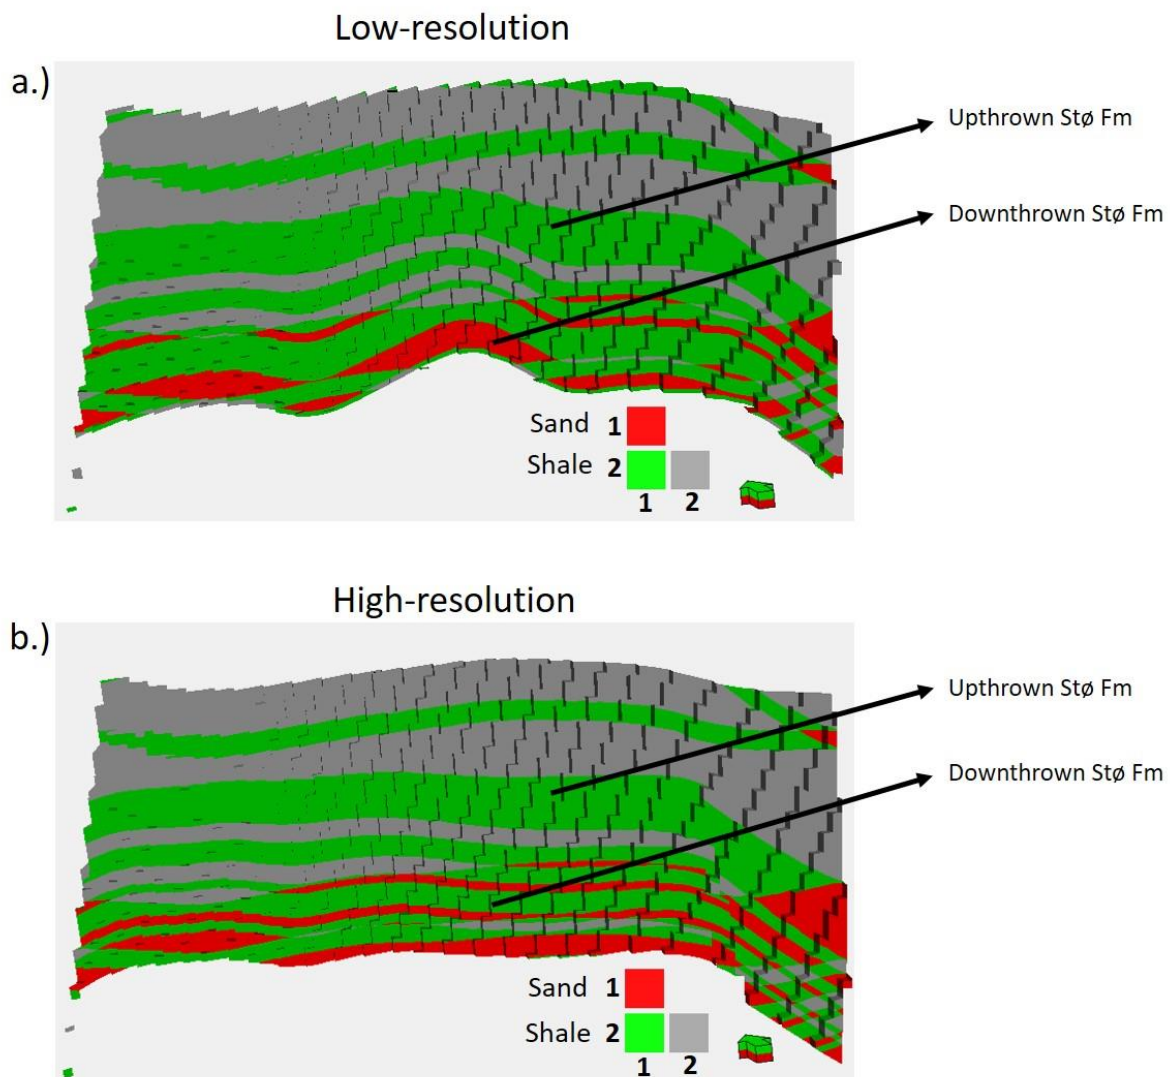 Low-resolution
a.)
Upthrown Stø Fm
Downthrown Stø Fm
Sand 1
Shale 2
1 2
High-resolution
b.)
Upthrown Stø Fm
Downthrown Stø Fm
Sand 1
Shale 2
1 2